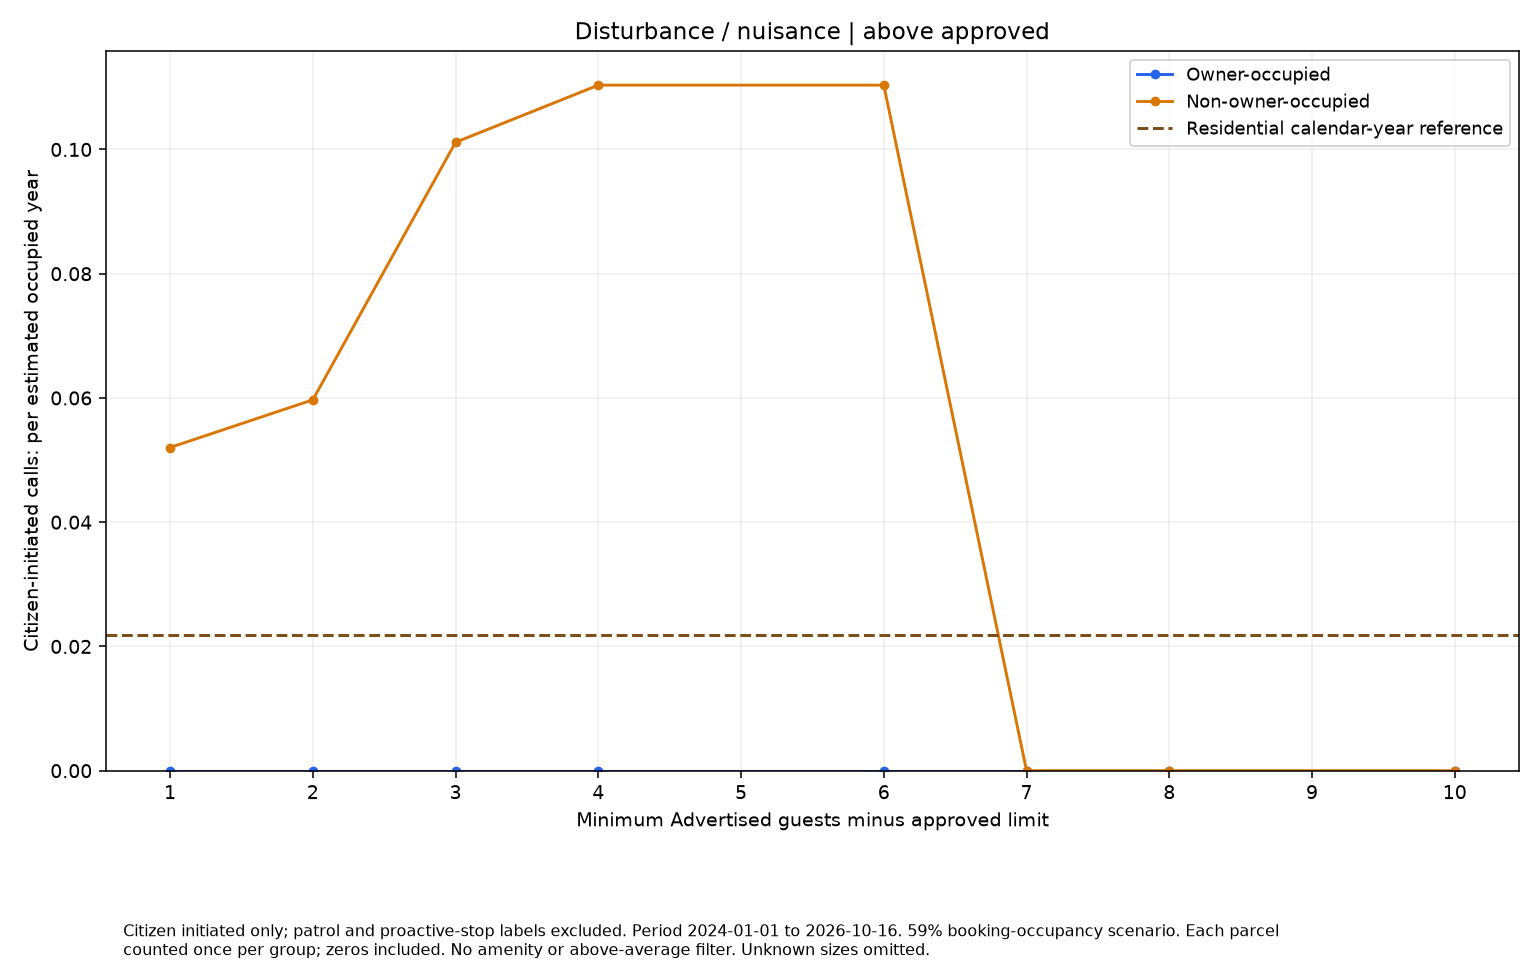 Disturbance / nuisance | above approved
Owner-occupied
Non-owner-occupied
Residential calendar-year reference
Citizen-initiated calls: per estimated occupied year
0.10
0.08
0.06
0.04
0.02
0.00
1 2 3 4 5 6 7 8 9 10
Minimum Advertised guests minus approved limit
Citizen initiated only; patrol and proactive-stop labels excluded. Period 2024-01-01 to 2026-10-16. 59% booking-occupancy scenario. Each parcel
counted once per group; zeros included. No amenity or above-average filter. Unknown sizes omitted.